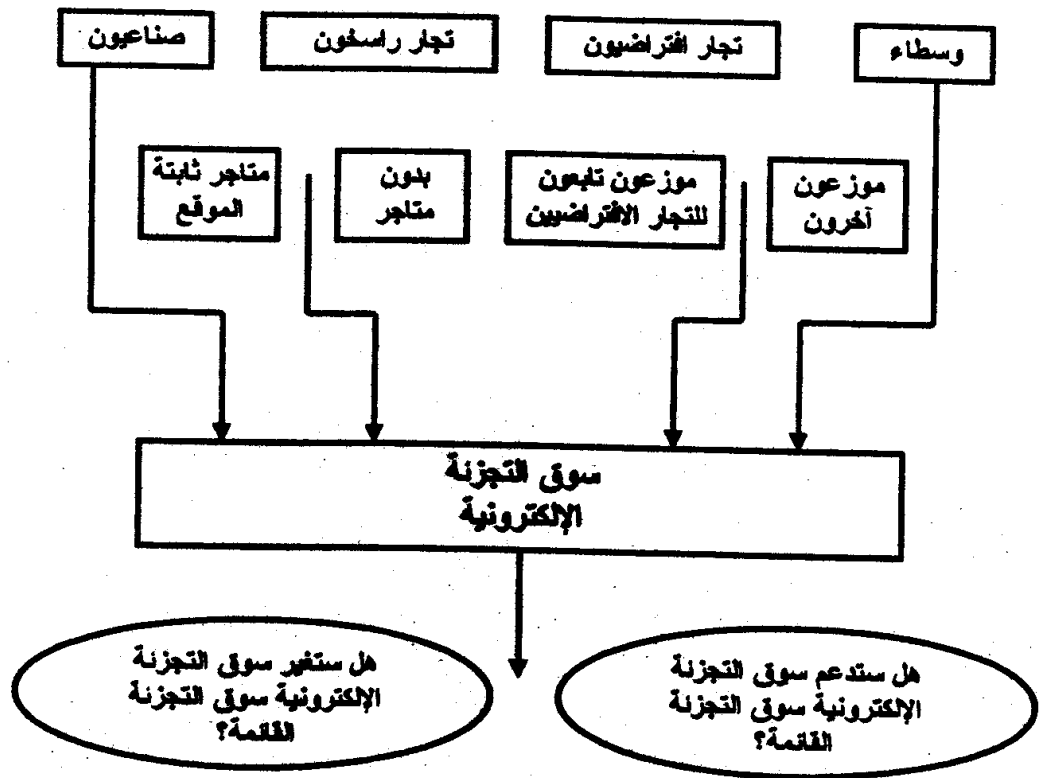 وسطاء
تجار افتراضيون
تجار راسخون
صناعيون
موزعون
آخرون
موزعون تابعون
للتجار الافتراضيين
بدون
متاجر
متاجر ثابتة
الموقع
سوق التجزئة
الإلكترونية
هل ستدعم سوق التجزئة
الإلكترونية سوق التجزئة
القائمة؟
هل ستغير سوق التجزئة
الإلكترونية سوق التجزئة
القائمة؟